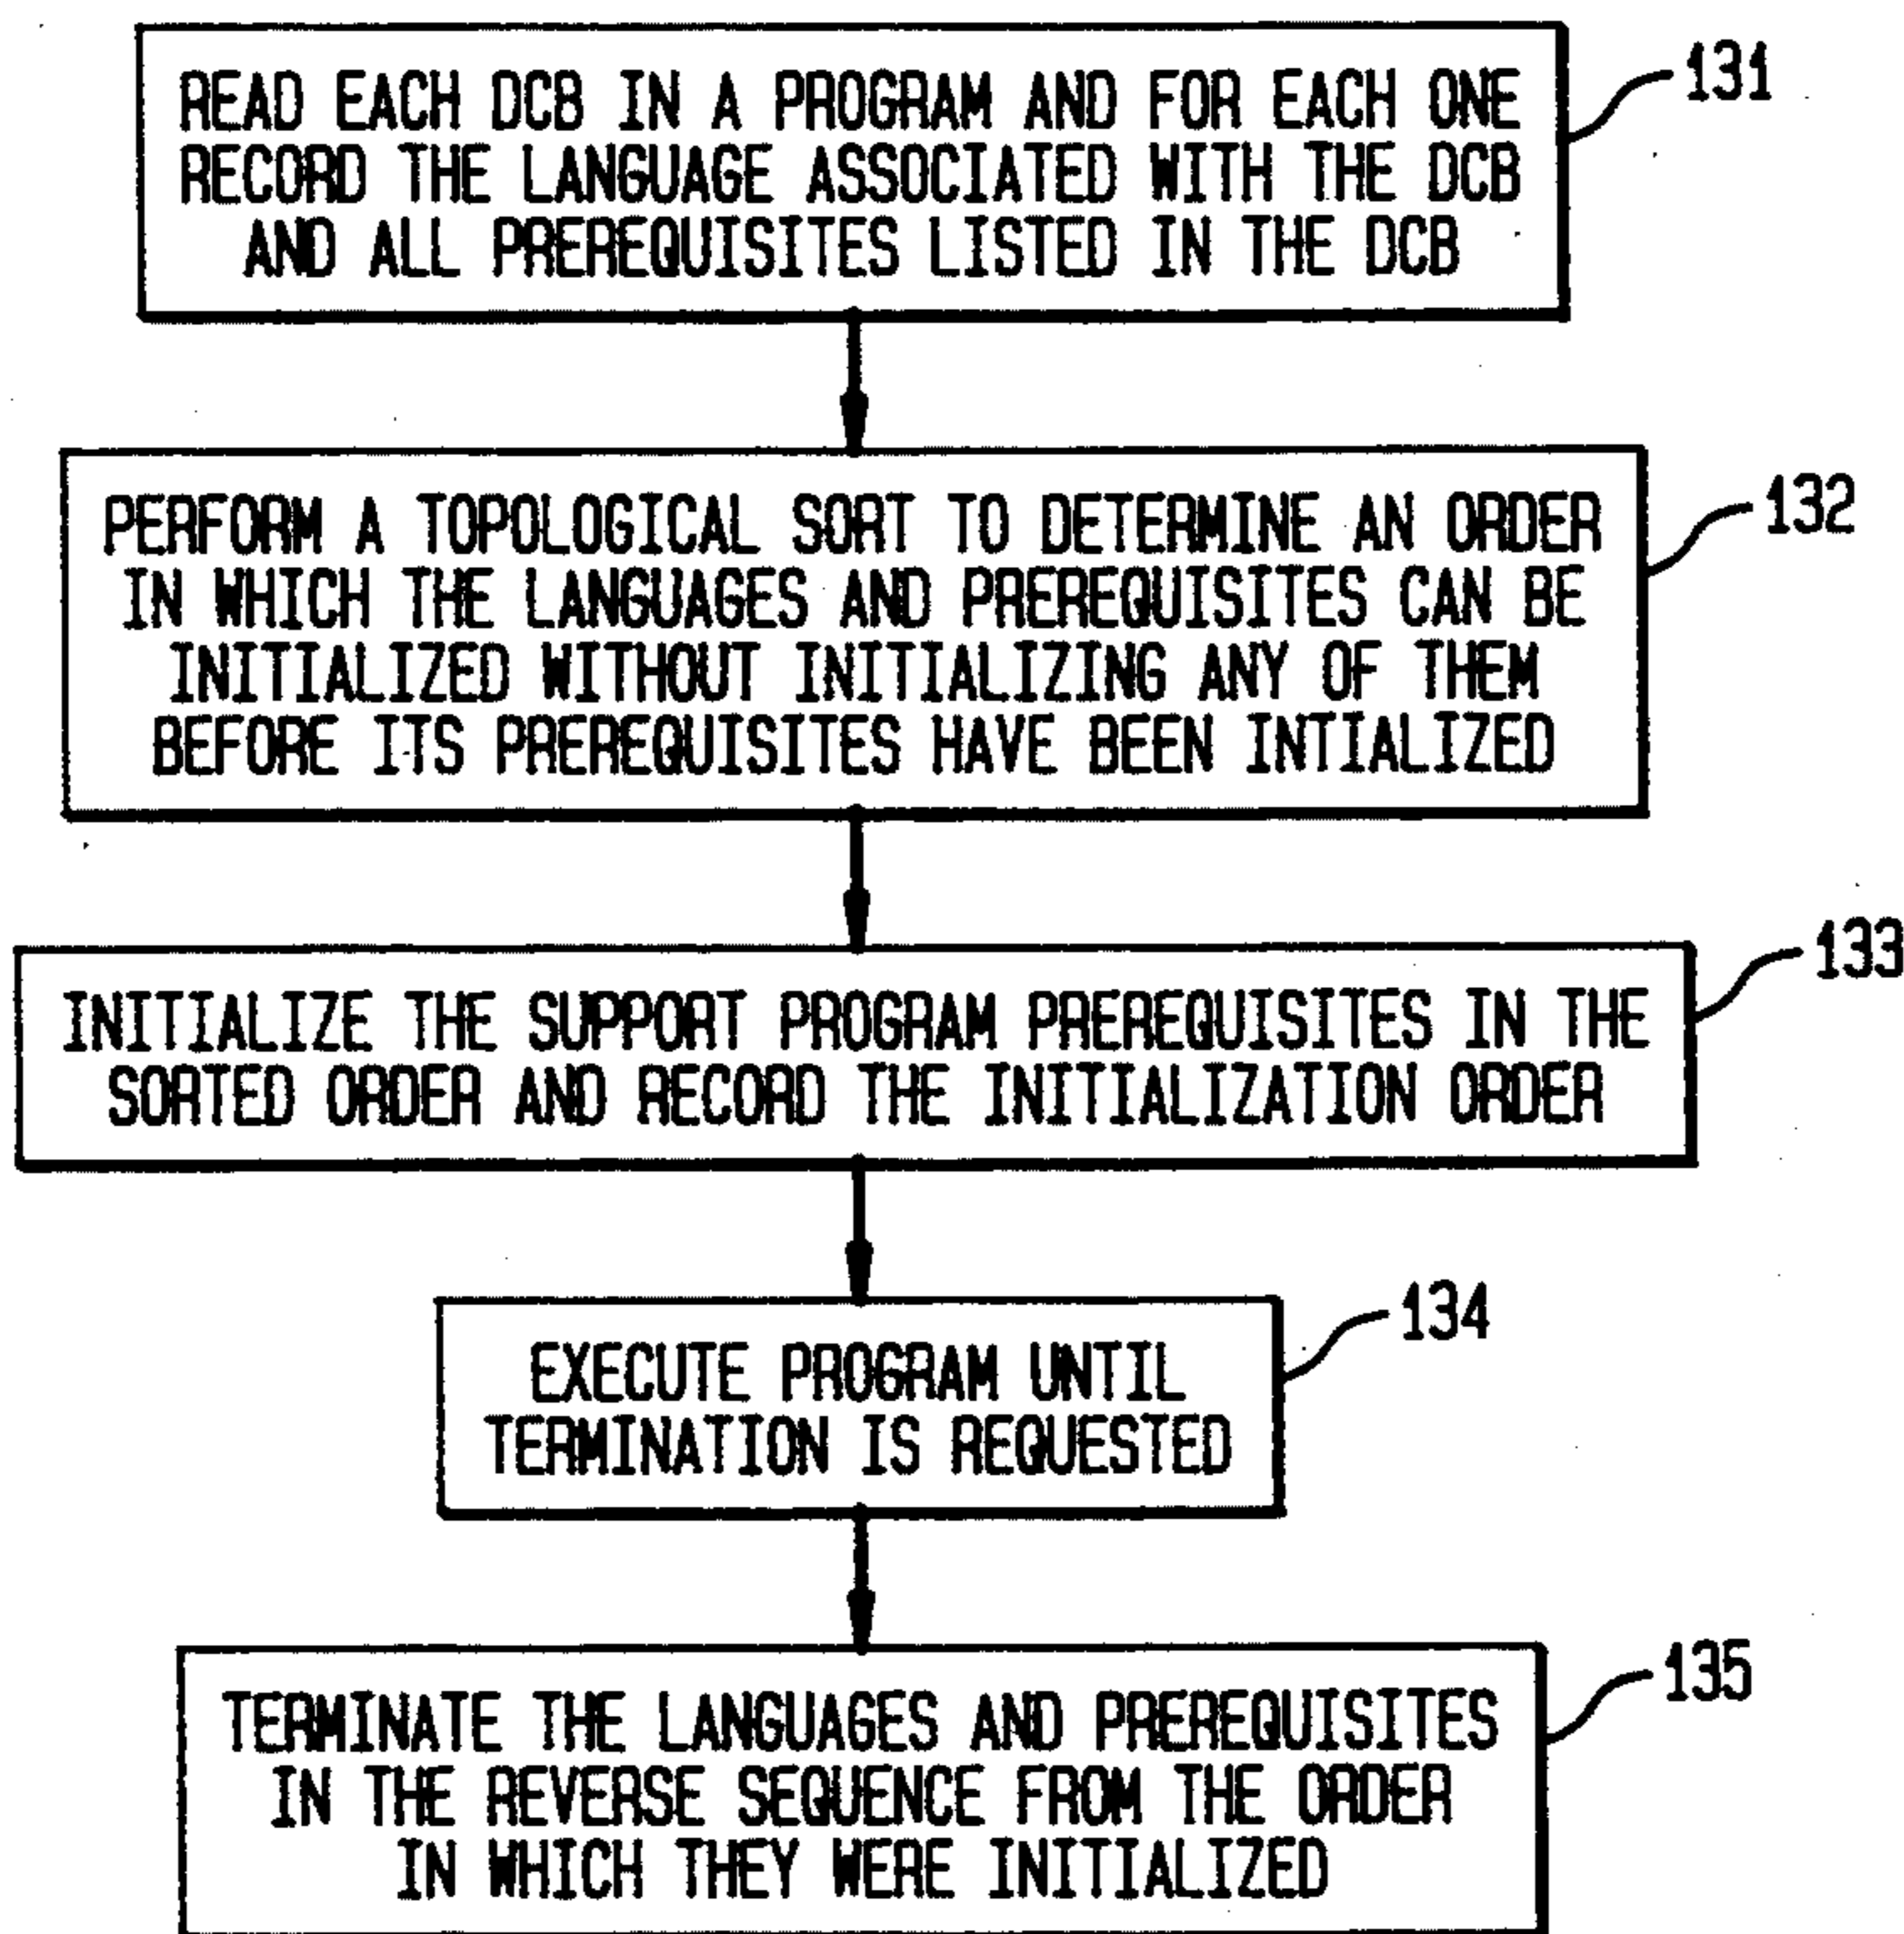 READ EACH DCB IN A PROGRAM AND FOR EACH ONE
RECORD THE LANGUAGE ASSOCIATED WITH THE DCB
AND ALL PREREQUISITES LISTED IN THE DCB
131
PERFORM A TOPOLOGICAL SORT TO DETERMINE AN ORDER
IN WHICH THE LANGUAGES AND PREREQUISITES CAN BE
INITIALIZED WITHOUT INITIALIZING ANY OF THEM
BEFORE ITS PREREQUISITES HAVE BEEN INTIALIZED
132
INITIALIZE THE SUPPORT PROGRAM PREREQUISITES IN THE
SORTED ORDER AND RECORD THE INITIALIZATION ORDER
133
EXECUTE PROGRAM UNTIL
TERMINATION IS REQUESTED
134
TERMINATE THE LANGUAGES AND PREREQUISITES
IN THE REVERSE SEQUENCE FROM THE ORDER
IN WHICH THEY WERE INITIALIZED
135